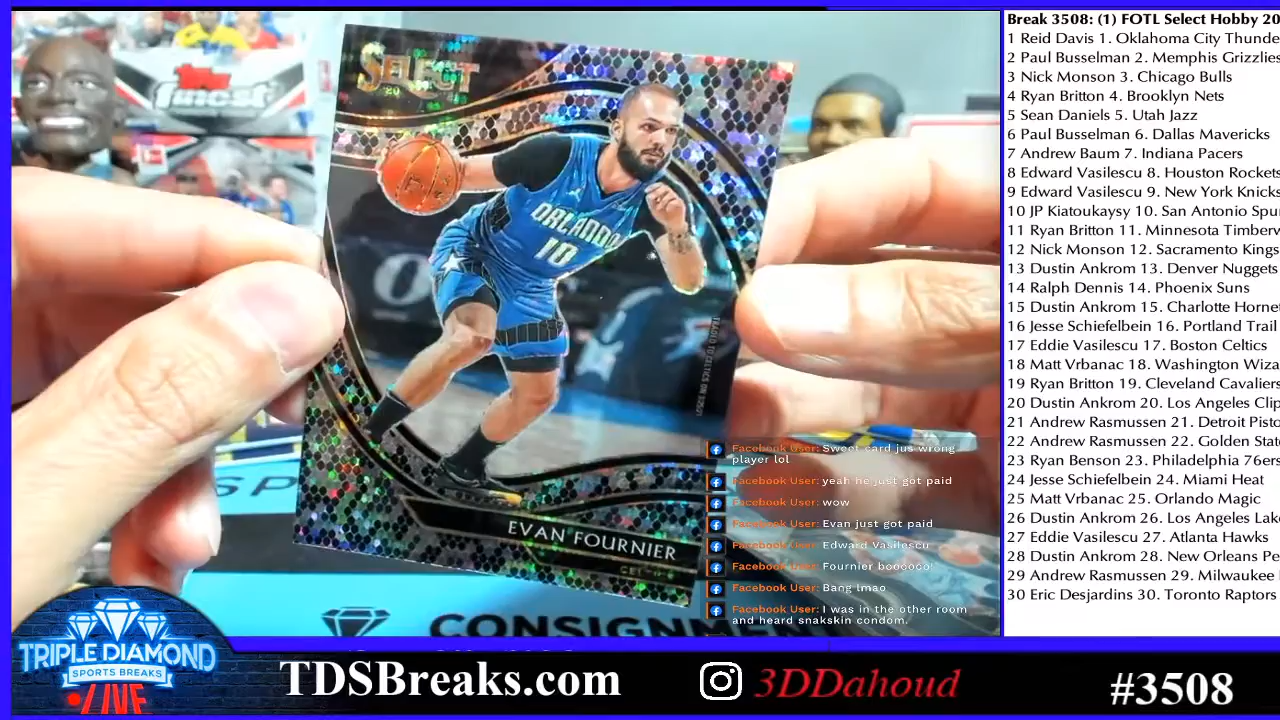 Break 3508: (1) FOTL Select Hobby 20
1 Reid Davis 1. Oklahoma City Thunde
2 Paul Busselman 2. Memphis Grizzlies
3 Nick Monson 3. Chicago Bulls
4 Ryan Britton 4. Brooklyn Nets
5 Sean Daniels 5. Utah Jazz
6 Paul Busselman 6. Dallas Mavericks
7 Andrew Baum 7. Indiana Pacers
8 Edward Vasilescu 8. Houston Rockets
9 Edward Vasilescu 9. New York Knicks
10 JP Kiatoukaysy 10. San Antonio Spu
11 Ryan Britton 11. Minnesota Timberw
12 Nick Monson 12. Sacramento Kings
13 Dustin Ankrom 13. Denver Nuggets
14 Ralph Dennis 14. Phoenix Suns
15 Dustin Ankrom 15. Charlotte Horne
16 Jesse Schiefelbein 16. Portland Trail
17 Eddie Vasilescu 17. Boston Celtics
18 Matt Vrbanac 18. Washington Wiza
19 Ryan Britton 19. Cleveland Cavaliers
20 Dustin Ankrom 20. Los Angeles Clip
21 Andrew Rasmussen 21. Detroit Pisto
22 Andrew Rasmussen 22. Golden Stat
23 Ryan Benson 23. Philadelphia 76ers
24 Jesse Schiefelbein 24. Miami Heat
25 Matt Vrbanac 25. Orlando Magic
26 Dustin Ankrom 26. Los Angeles Lake
27 Eddie Vasilescu 27. Atlanta Hawks
28 Dustin Ankrom 28. New Orleans Pe
29 Andrew Rasmussen 29. Milwaukee
30 Eric Desjardins 30. Toronto Raptors
Topps
finest
SELECT
ORLANDO
10
TRADED TO CELTICS ON
EVAN FOURNIER
Facebook User: Sweet card jus wrong
player lol
Facebook User: yeah he just got paid
Facebook User: wow
Facebook User: Evan just got paid
Facebook User: Edward Vasilescu
Facebook User: Fournier boooooo!
Facebook User: Bang lmao
Facebook User: I was in the other room
and heard snakskin condom.
SP
CONSIGNMEN
TRIPLE DIAMOND
SPORTS BREAKS
LIVE
TDSBreaks.com
3DDahoud
#3508